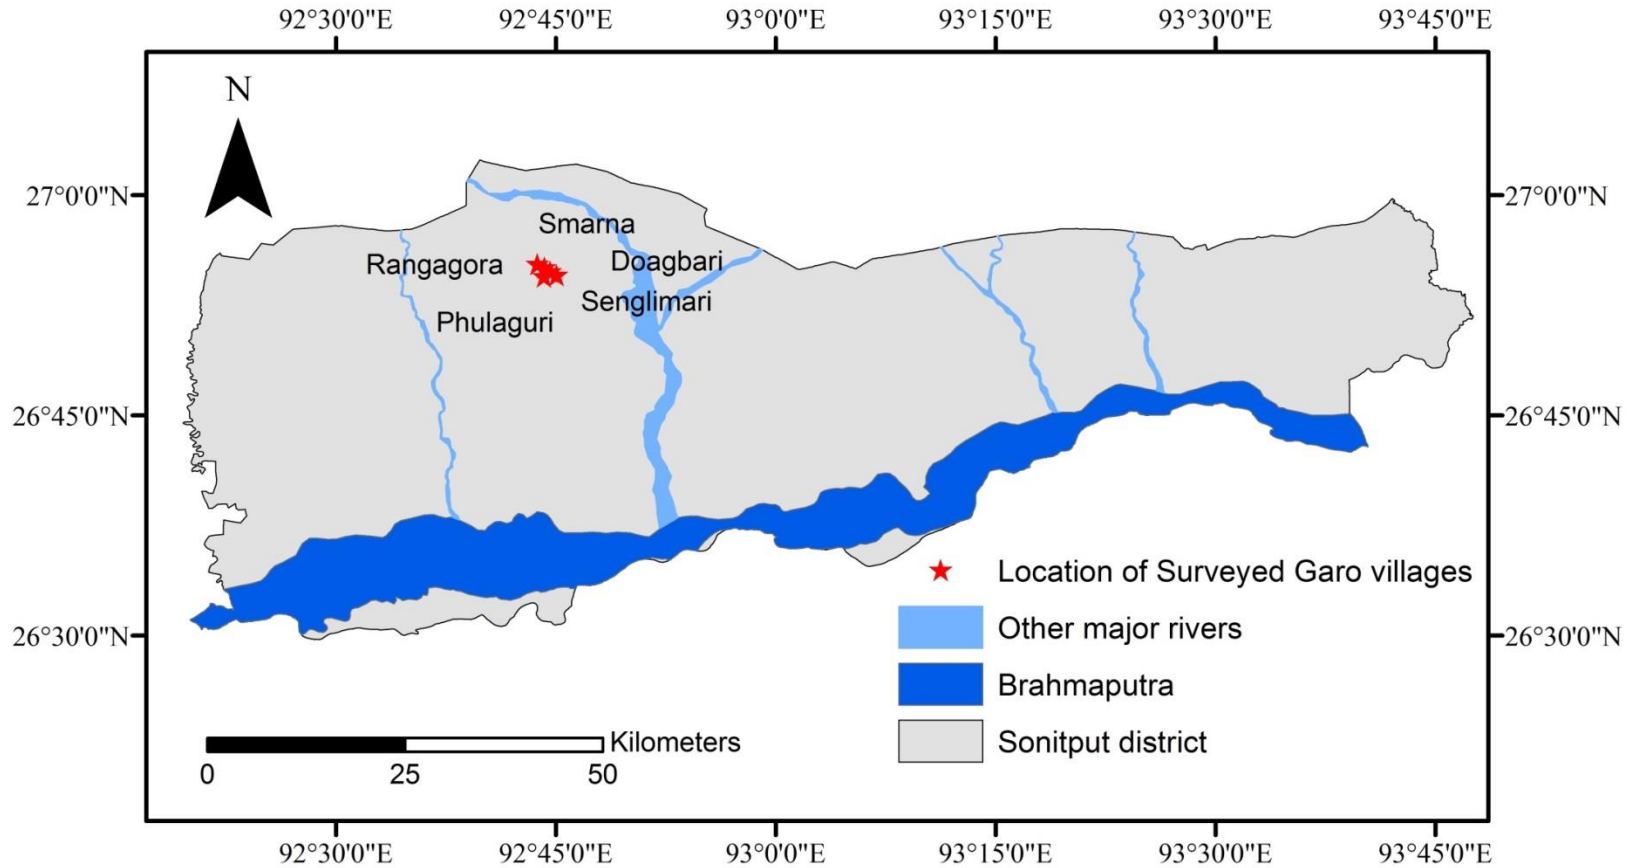 92°30'0"E 92°45'0"E 93°0'0"E 93°15'0"E 93°30'0"E 93°45'0"E
N
27°0'0"N 27°0'0"N
Smarna
Rangagora Doagbari
Senglimari
Phulaguri
26°45'0"N 26°45'0"N
Location of Surveyed Garo villages
Other major rivers
26°30'0"N 26°30'0"N
Brahmaputra
Sonitput district
Kilometers
0 25 50
92°30'0"E 92°45'0"E 93°0'0"E 93°15'0"E 93°30'0"E 93°45'0"E